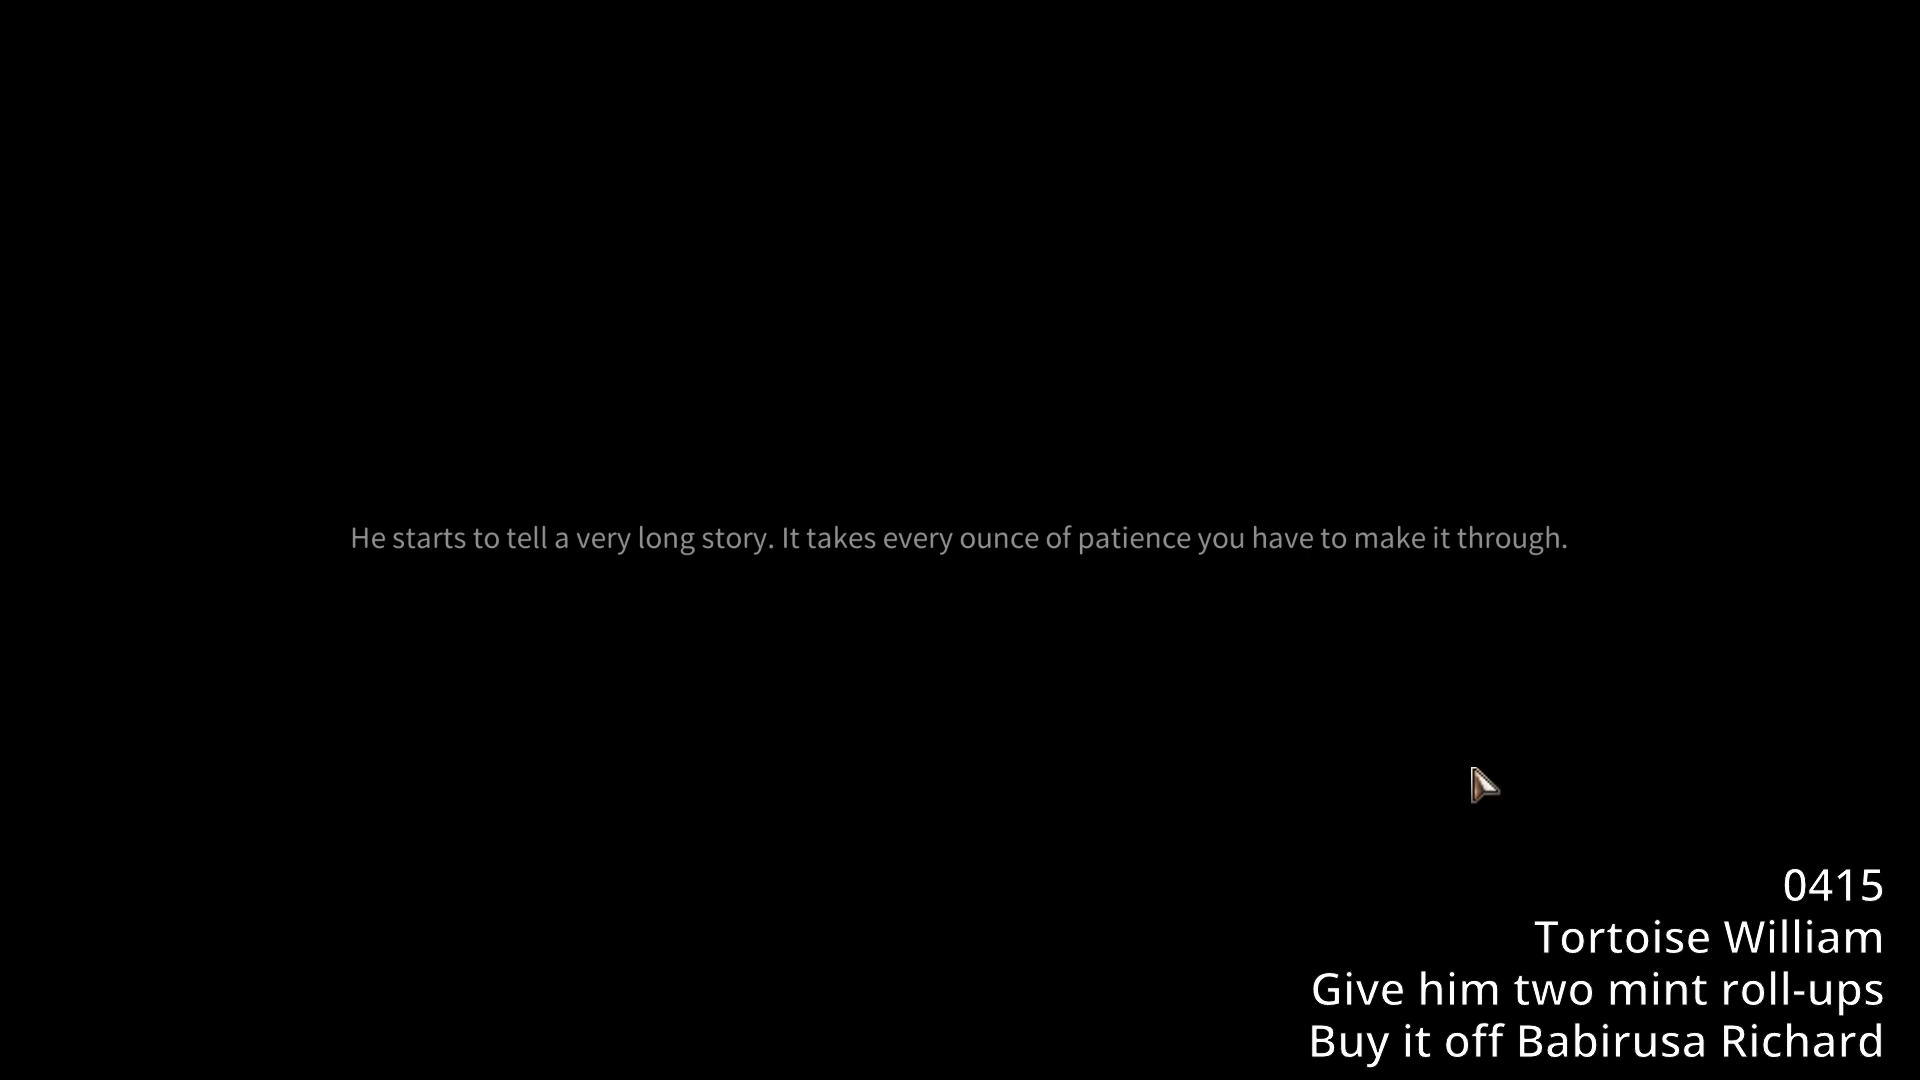 He starts to tell a very long story. It takes every ounce of patience you have to make it through.
0415
Tortoise William
Give him two mint roll-ups
Buy it off Babirusa Richard